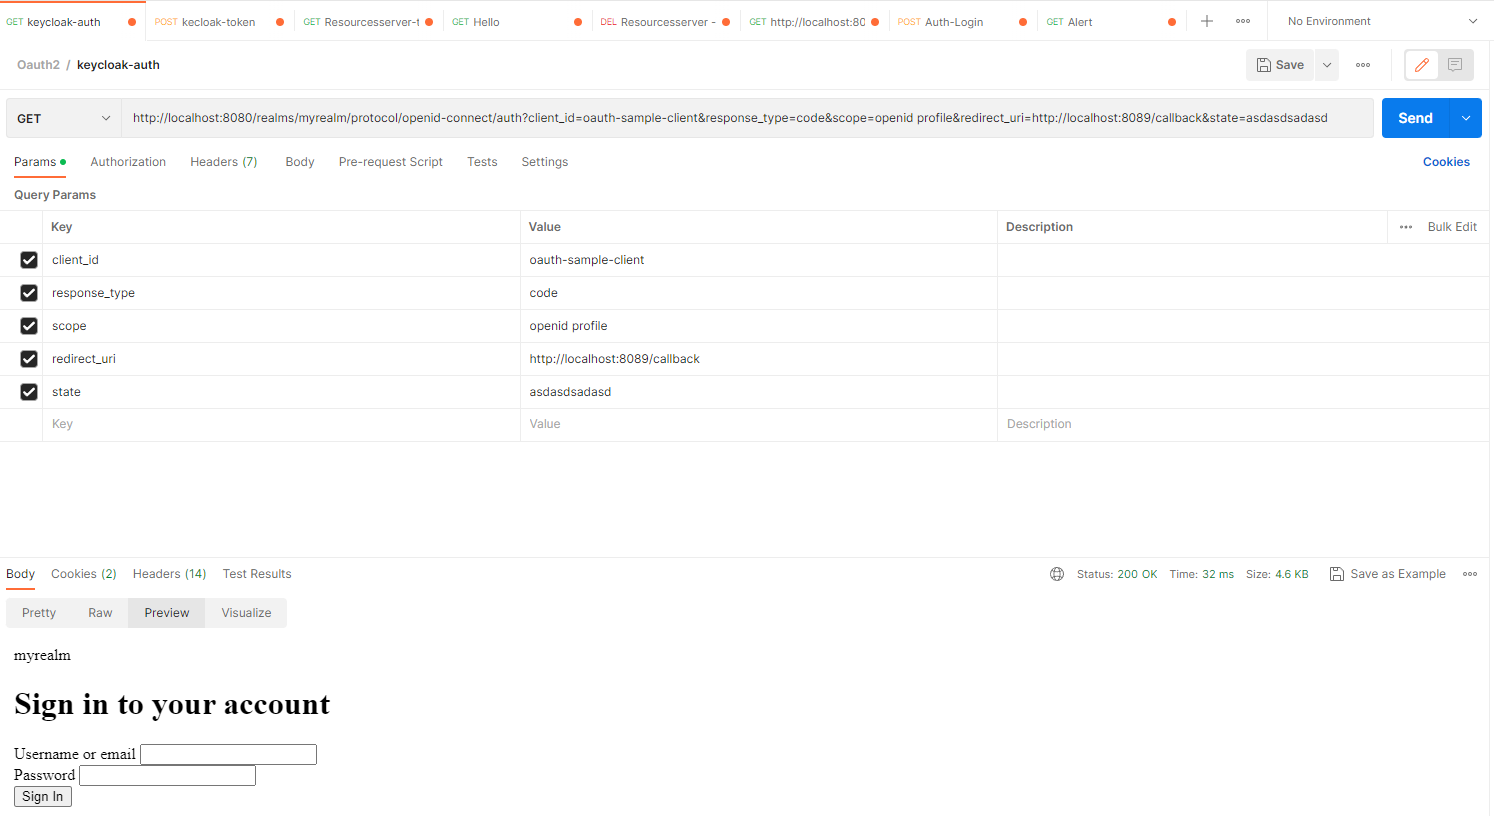 GET keycloak-auth POST kecloak-token GET Resourcesserver-t GET Hello DEL Resourcesserver - GET http://localhost:80 POST Auth-Login GET Alert No Environment
Oauth2 / keycloak-auth Save
GET http://localhost:8080/realms/myrealm/protocol/openid-connect/auth?client_id=oauth-sample-client&response_type=code&scope=openid profile&redirect_uri=http://localhost:8089/callback&state=asdasdsadasd Send
Params Authorization Headers (7) Body Pre-request Script Tests Settings Cookies
Query Params
Key Value Description Bulk Edit
client_id oauth-sample-client
response_type code
scope openid profile
redirect_uri http://localhost:8089/callback
state asdasdsadasd
Key Value Description
Body Cookies (2) Headers (14) Test Results Status: 200 OK Time: 32 ms Size: 4.6 KB Save as Example
Pretty Raw Preview Visualize
myrealm
Sign in to your account
Username or email
Password
Sign In